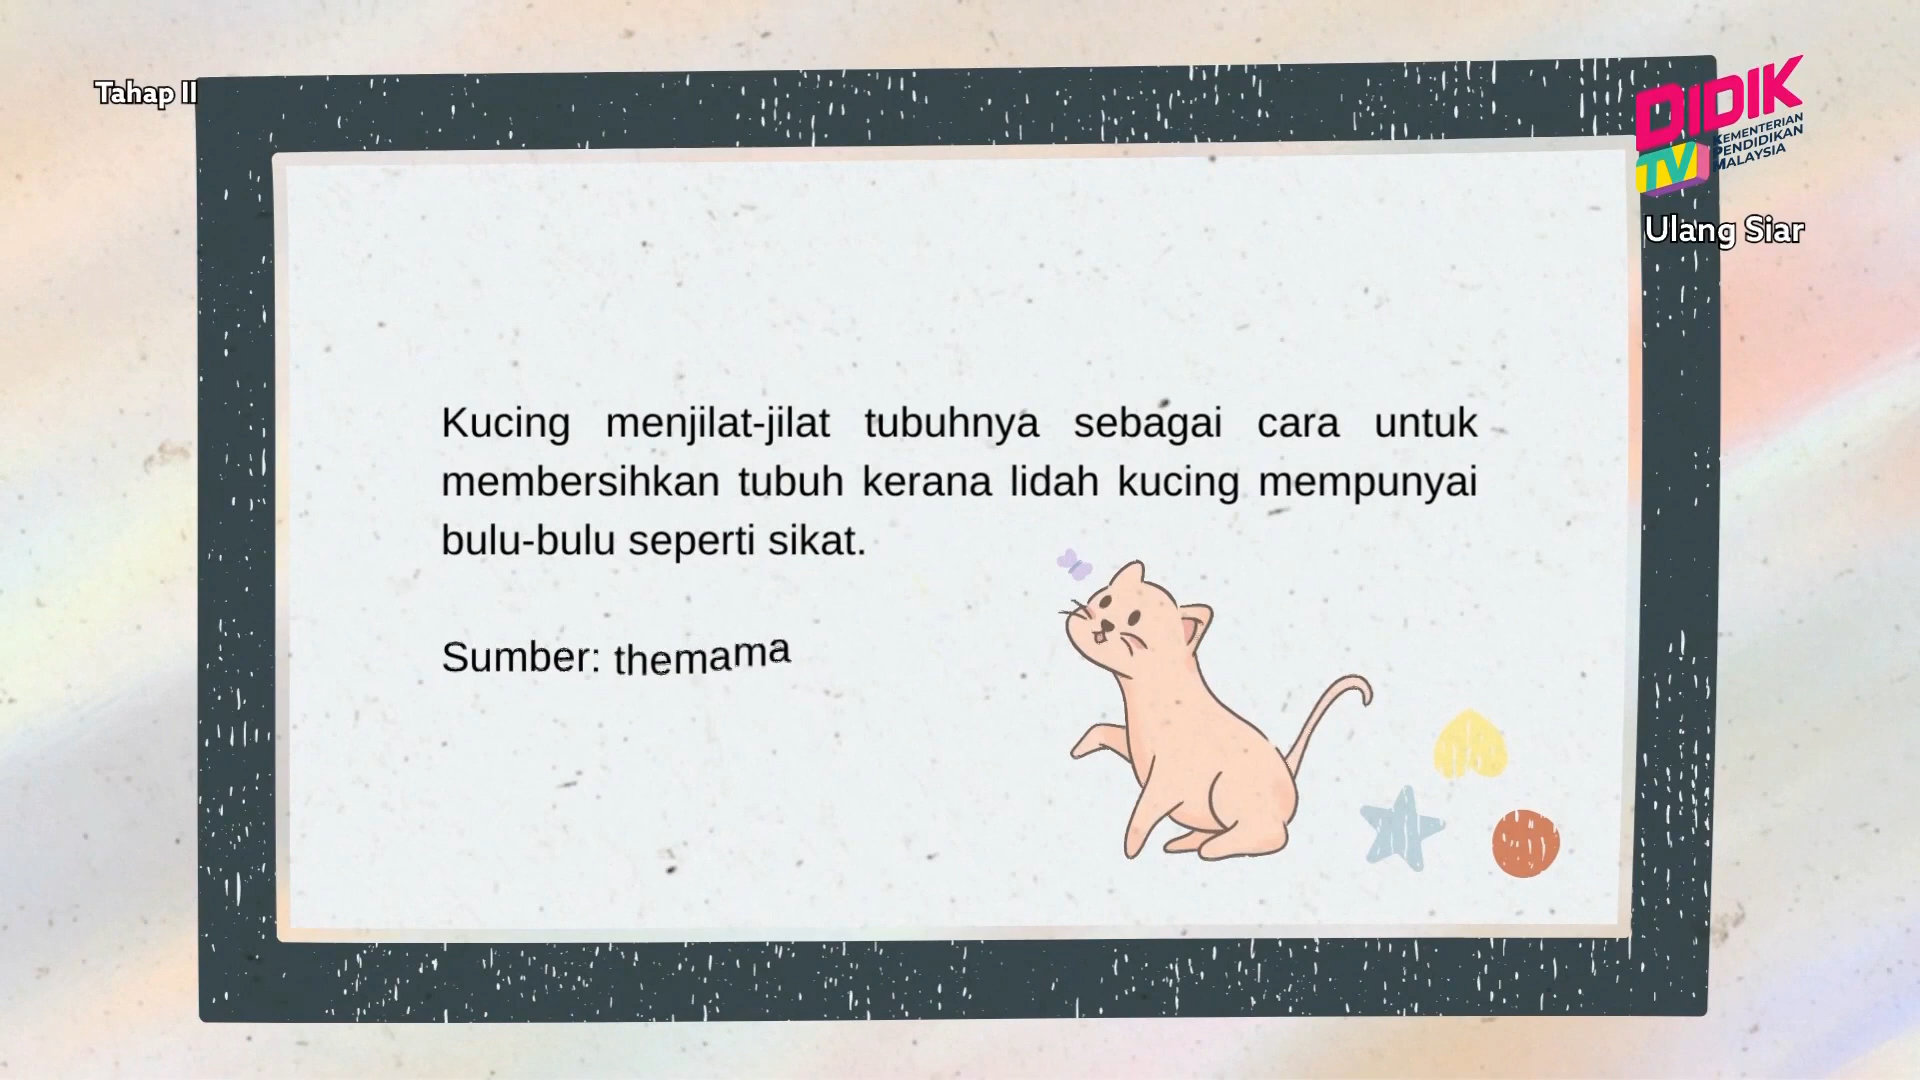 Tahap II
DIDIK
TV
KEMENTERIAN
PENDIDIKAN
MALAYSIA
Ulang Siar
Kucing menjilat-jilat tubuhnya sebagai cara untuk
membersihkan tubuh kerana lidah kucing mempunyai
bulu-bulu seperti sikat.
Sumber: themama